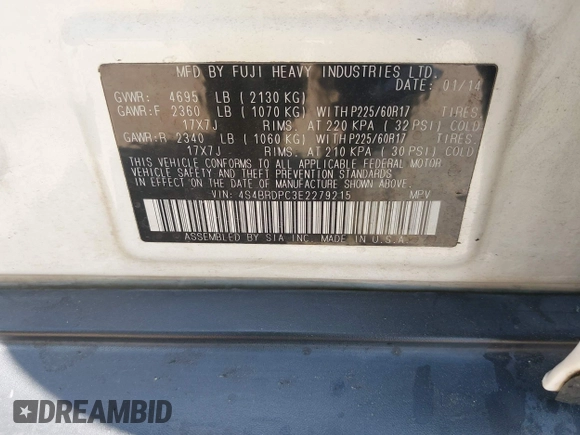 MFD BY FUJI HEAVY INDUSTRIES LTD.
DATE: 01/14
GVWR: 4695 LB ( 2130 KG)
GAWR:F 2360 LB ( 1070 KG) WITH P225/60R17 TIRES,
17X7J RIMS, AT 220 KPA ( 32 PSI) COLD
GAWR:R 2340 LB ( 1060 KG) WITH P225/60R17 TIRES,
17X7J RIMS, AT 210 KPA ( 30 PSI) COLD
THIS VEHICLE CONFORMS TO ALL APPLICABLE FEDERAL MOTOR
VEHICLE SAFETY AND THEFT PREVENTION STANDARDS
IN EFFECT ON THE DATE OF MANUFACTURE SHOWN ABOVE.
VIN: 4S4BRDPC3E2279215 MPV
ASSEMBLED BY SIA INC. MADE IN U.S.A.
DREAMBID